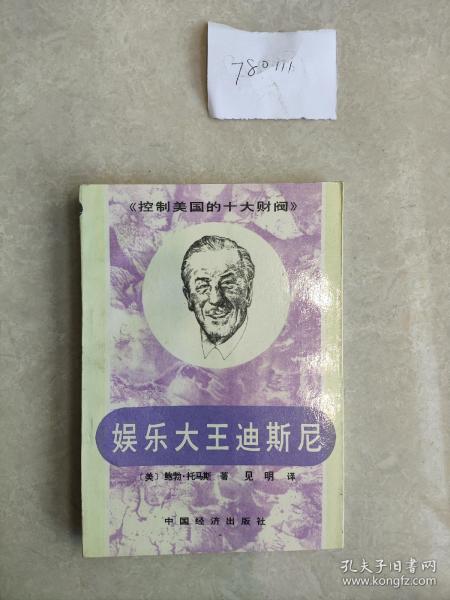 780111
《控制美国的十大财阀》
娱乐大王迪斯尼
〔美〕鲍勃·托马斯 著 见明 译
中国经济出版社
孔夫子旧书网
www.kongfz.com